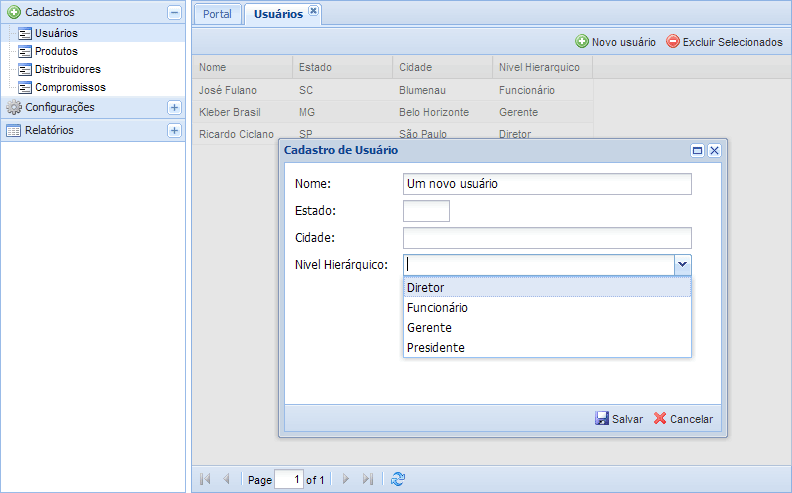 Cadastros
Usuários
Produtos
Distribuidores
Compromissos
Configurações
Relatórios
Portal
Usuários
Novo usuário
Excluir Selecionados
Nome Estado Cidade Nivel Hierarquico
José Fulano SC Blumenau Funcionário
Kleber Brasil MG Belo Horizonte Gerente
Ricardo Ciclano SP São Paulo Diretor
Cadastro de Usuário
Nome: Um novo usuário
Estado:
Cidade:
Nivel Hierárquico:
Diretor
Funcionário
Gerente
Presidente
Salvar Cancelar
Page 1 of 1